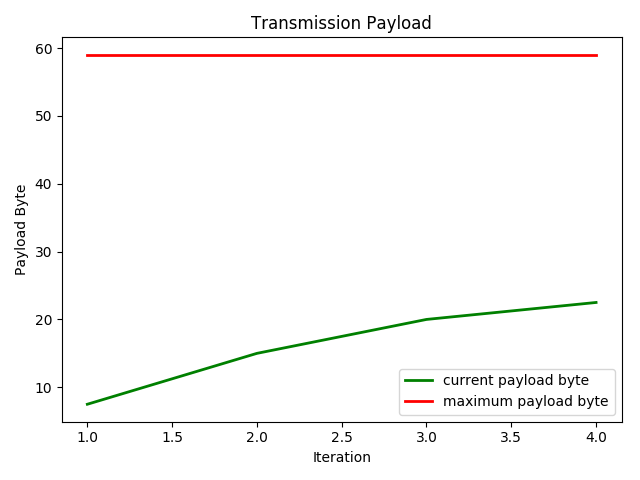 Transmission Payload
60
50
40
30
20
10
Payload Byte
current payload byte
maximum payload byte
1.0 1.5 2.0 2.5 3.0 3.5 4.0
Iteration